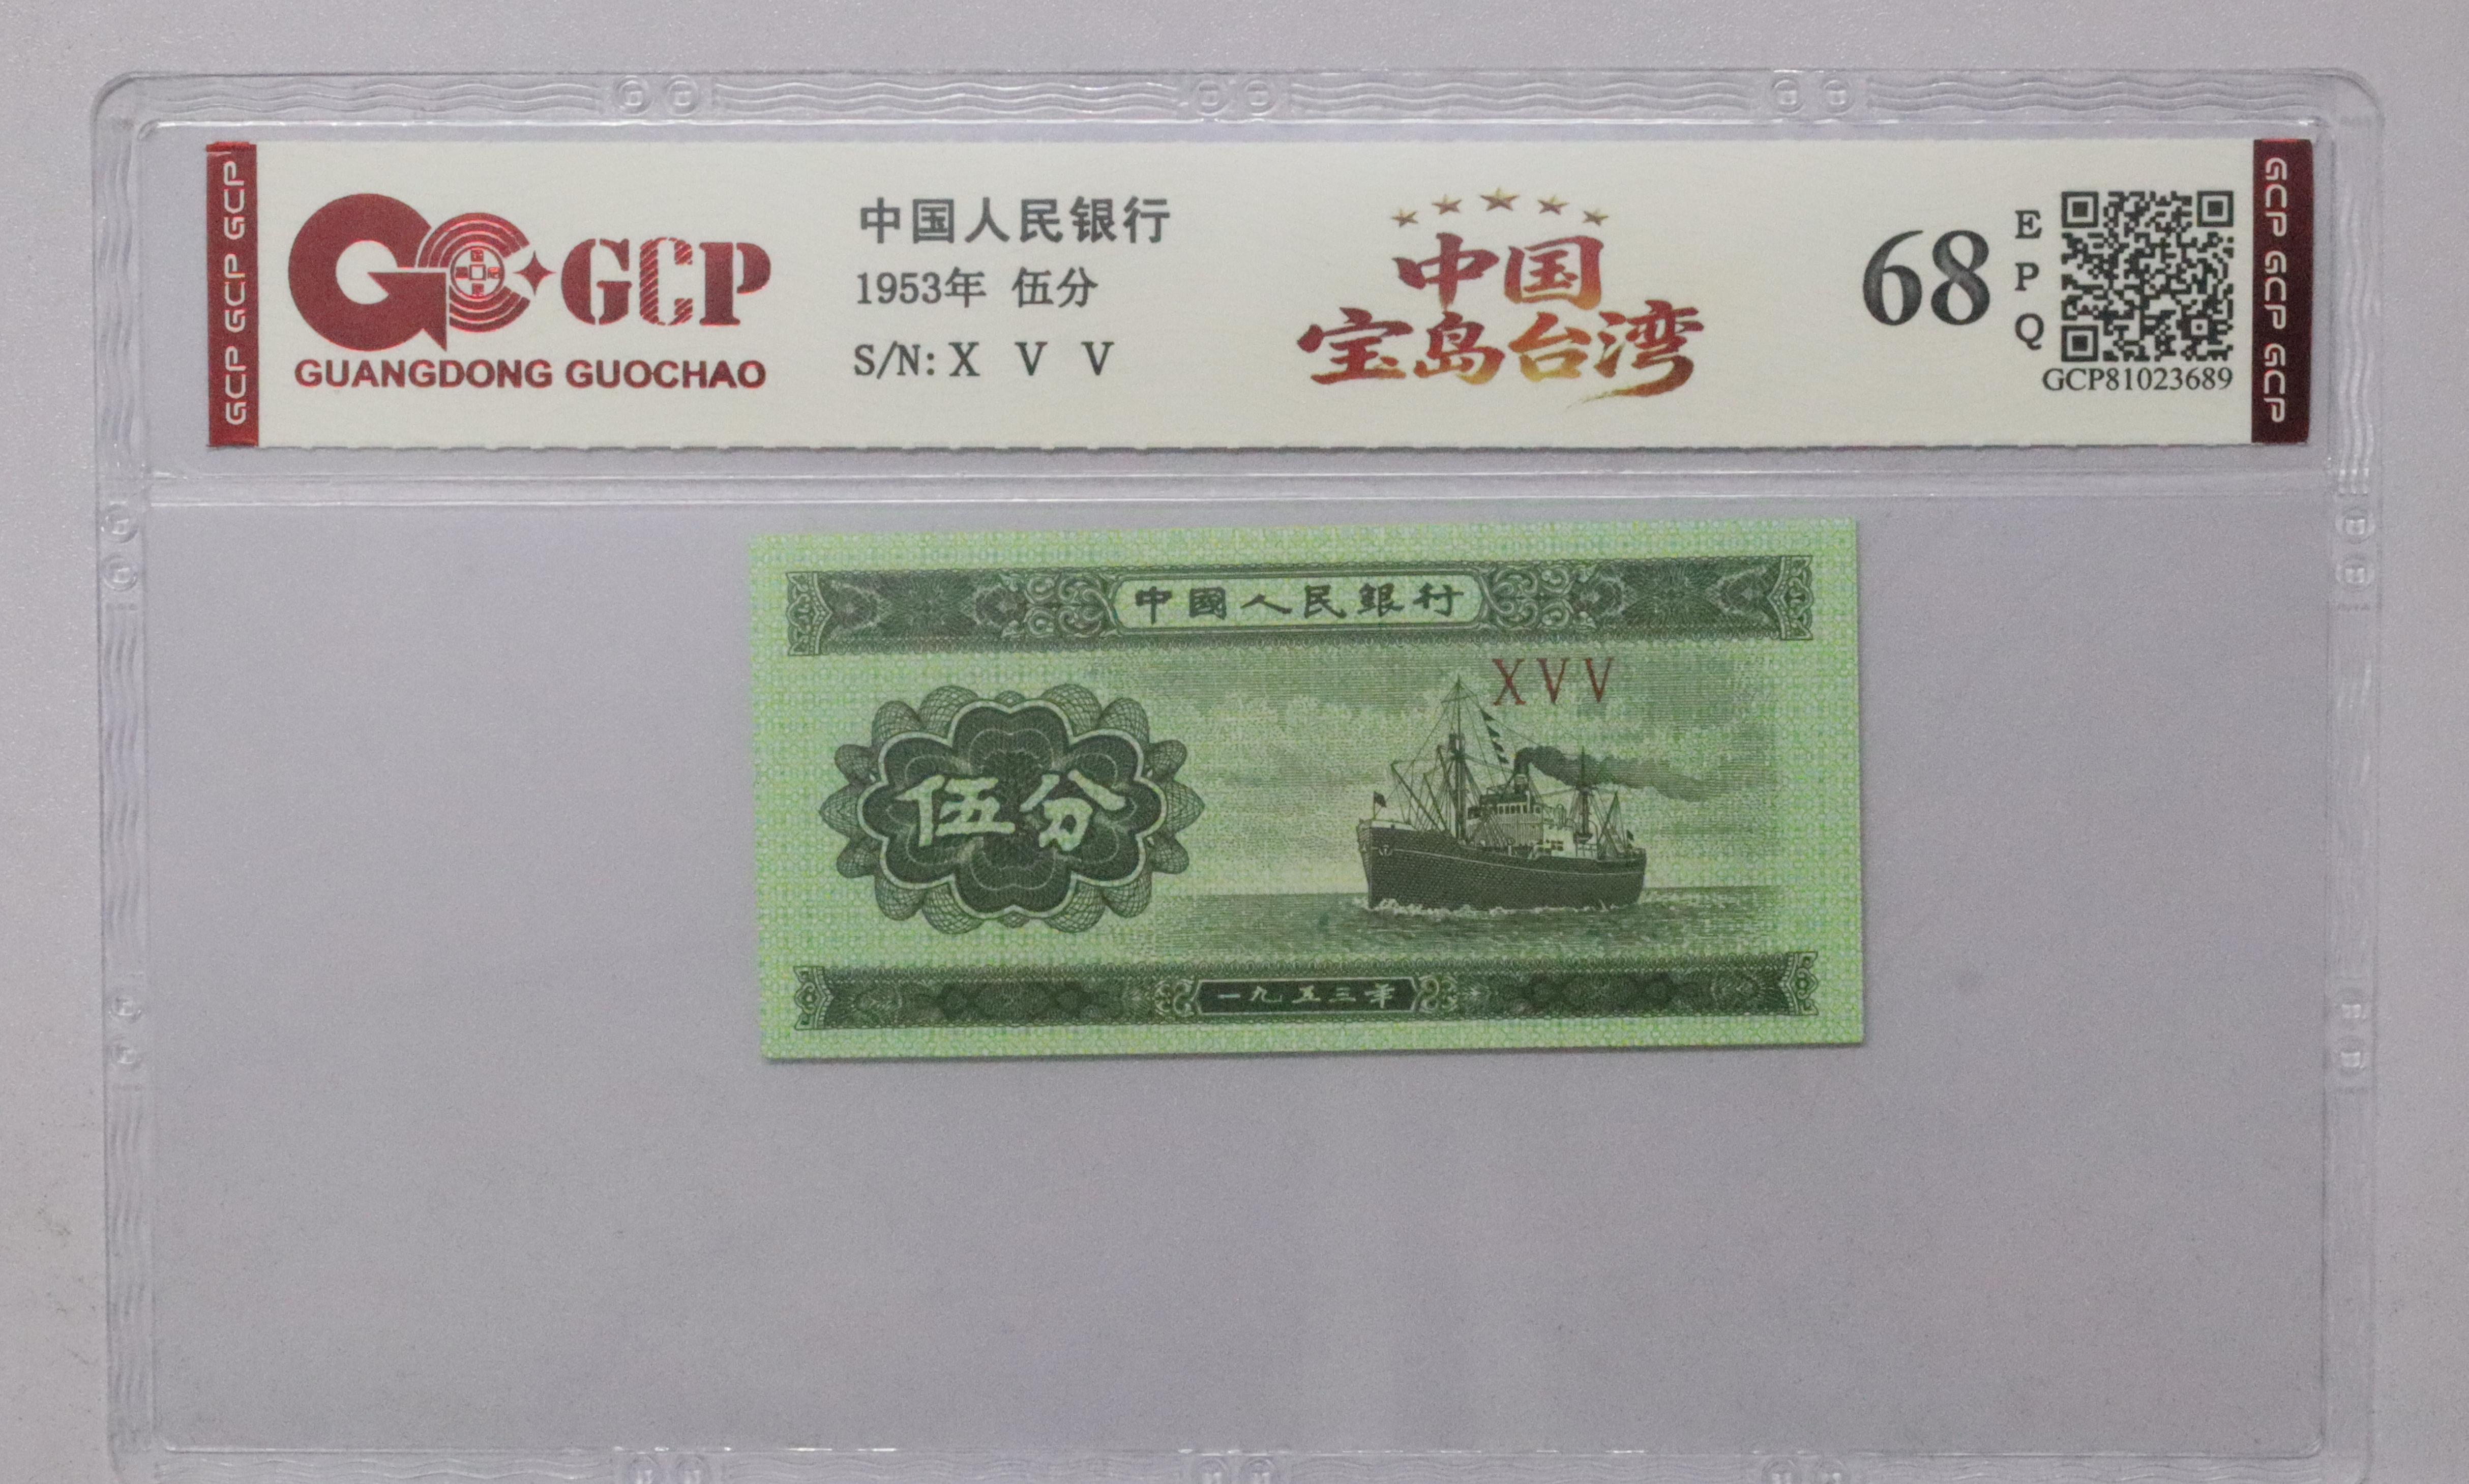 GCP GCP GCP
GCP
GUANGDONG GUOCHAO
中国人民银行
1953年 伍分
S/N: X V V
中国
宝岛台湾
68
E
P
Q
GCP81023689
GCP GCP GCP
中國人民銀行
XVV
伍分
一九五三年